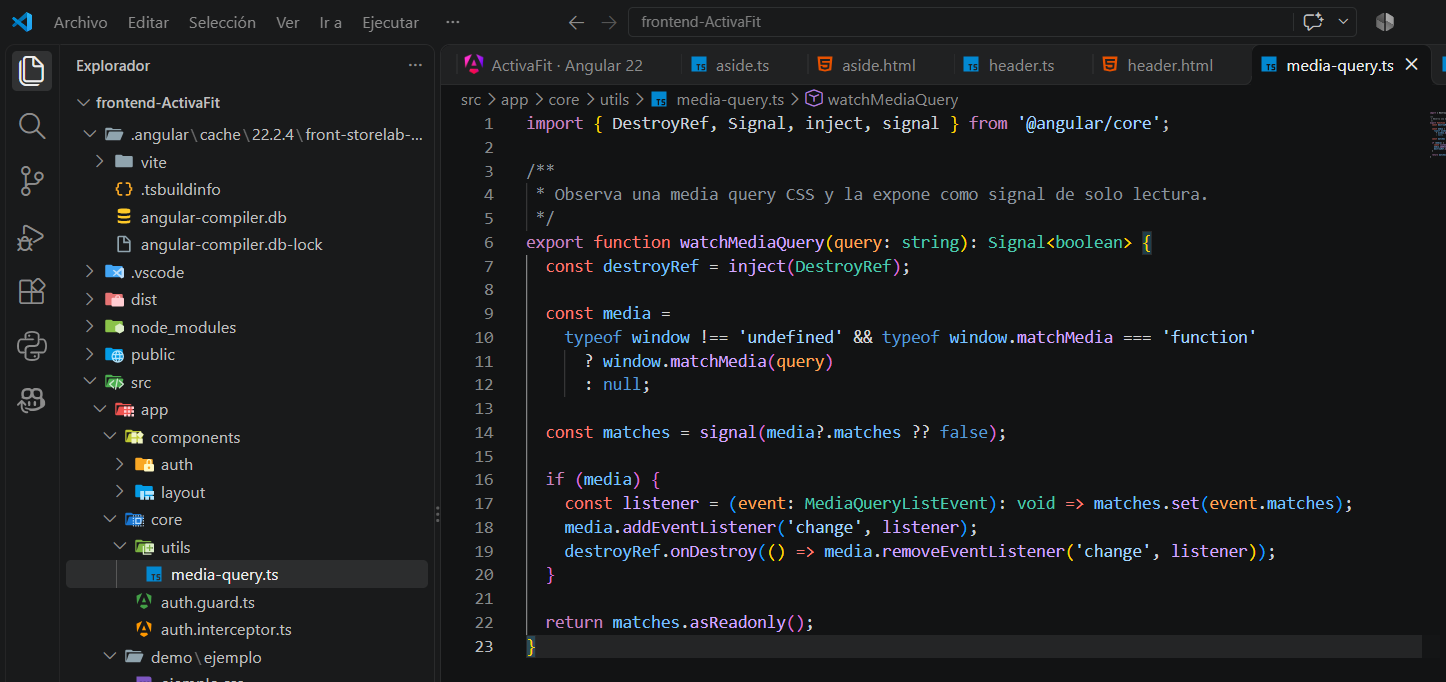 Archivo Editar Selección Ver Ir a Ejecutar ··· frontend-ActivaFit
Explorador ···
frontend-ActivaFit
.angular\cache\22.2.4\front-storelab-...
vite
.tsbuildinfo
angular-compiler.db
angular-compiler.db-lock
.vscode
dist
node_modules
public
src
app
components
auth
layout
core
utils
media-query.ts
auth.guard.ts
auth.interceptor.ts
demo\ejemplo
ActivaFit · Angular 22 aside.ts aside.html header.ts header.html media-query.ts
src > app > core > utils > media-query.ts > watchMediaQuery
1 import { DestroyRef, Signal, inject, signal } from '@angular/core';
2
3 /**
4  * Observa una media query CSS y la expone como signal de solo lectura.
5  */
6 export function watchMediaQuery(query: string): Signal<boolean> {
7   const destroyRef = inject(DestroyRef);
8
9   const media =
10     typeof window !== 'undefined' && typeof window.matchMedia === 'function'
11       ? window.matchMedia(query)
12       : null;
13
14   const matches = signal(media?.matches ?? false);
15
16   if (media) {
17     const listener = (event: MediaQueryListEvent): void => matches.set(event.matches);
18     media.addEventListener('change', listener);
19     destroyRef.onDestroy(() => media.removeEventListener('change', listener));
20   }
21
22   return matches.asReadonly();
23 }